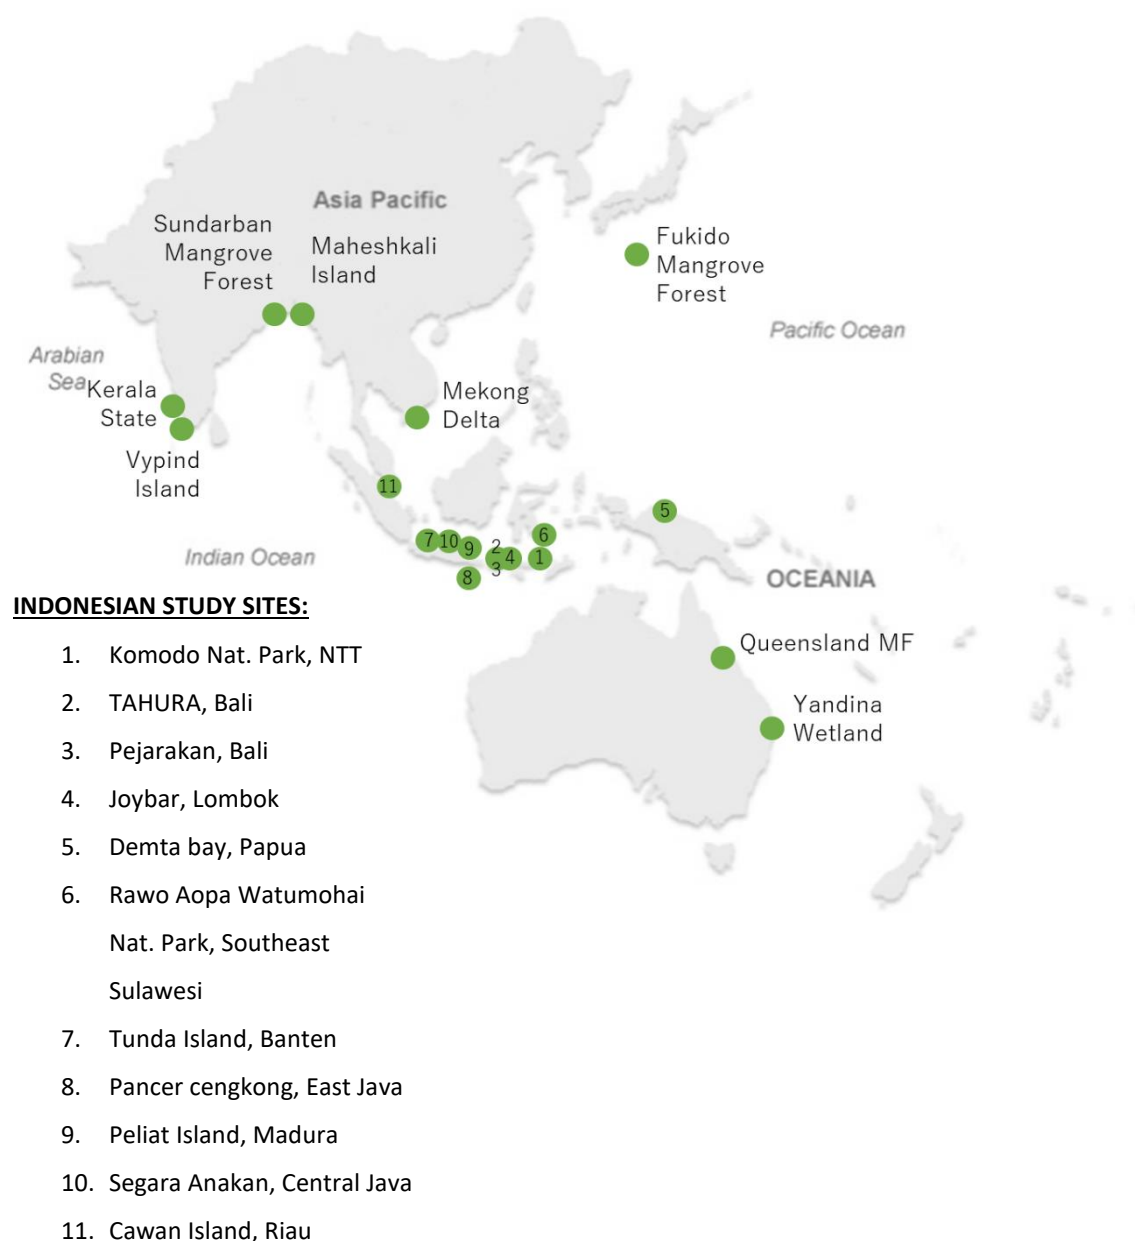 Asia Pacific
Sundarban
Mangrove
Forest
Maheshkali
Island
Fukido
Mangrove
Forest
Pacific Ocean
Arabian
Sea
Kerala
State
Mekong
Delta
Vypind
Island
11
5
7
10
9
2
4
3
6
1
8
Indian Ocean
OCEANIA
INDONESIAN STUDY SITES:
Queensland MF
Yandina
Wetland
1. Komodo Nat. Park, NTT
2. TAHURA, Bali
3. Pejarakan, Bali
4. Joybar, Lombok
5. Demta bay, Papua
6. Rawo Aopa Watumohai
Nat. Park, Southeast
Sulawesi
7. Tunda Island, Banten
8. Pancer cengkong, East Java
9. Peliat Island, Madura
10. Segara Anakan, Central Java
11. Cawan Island, Riau